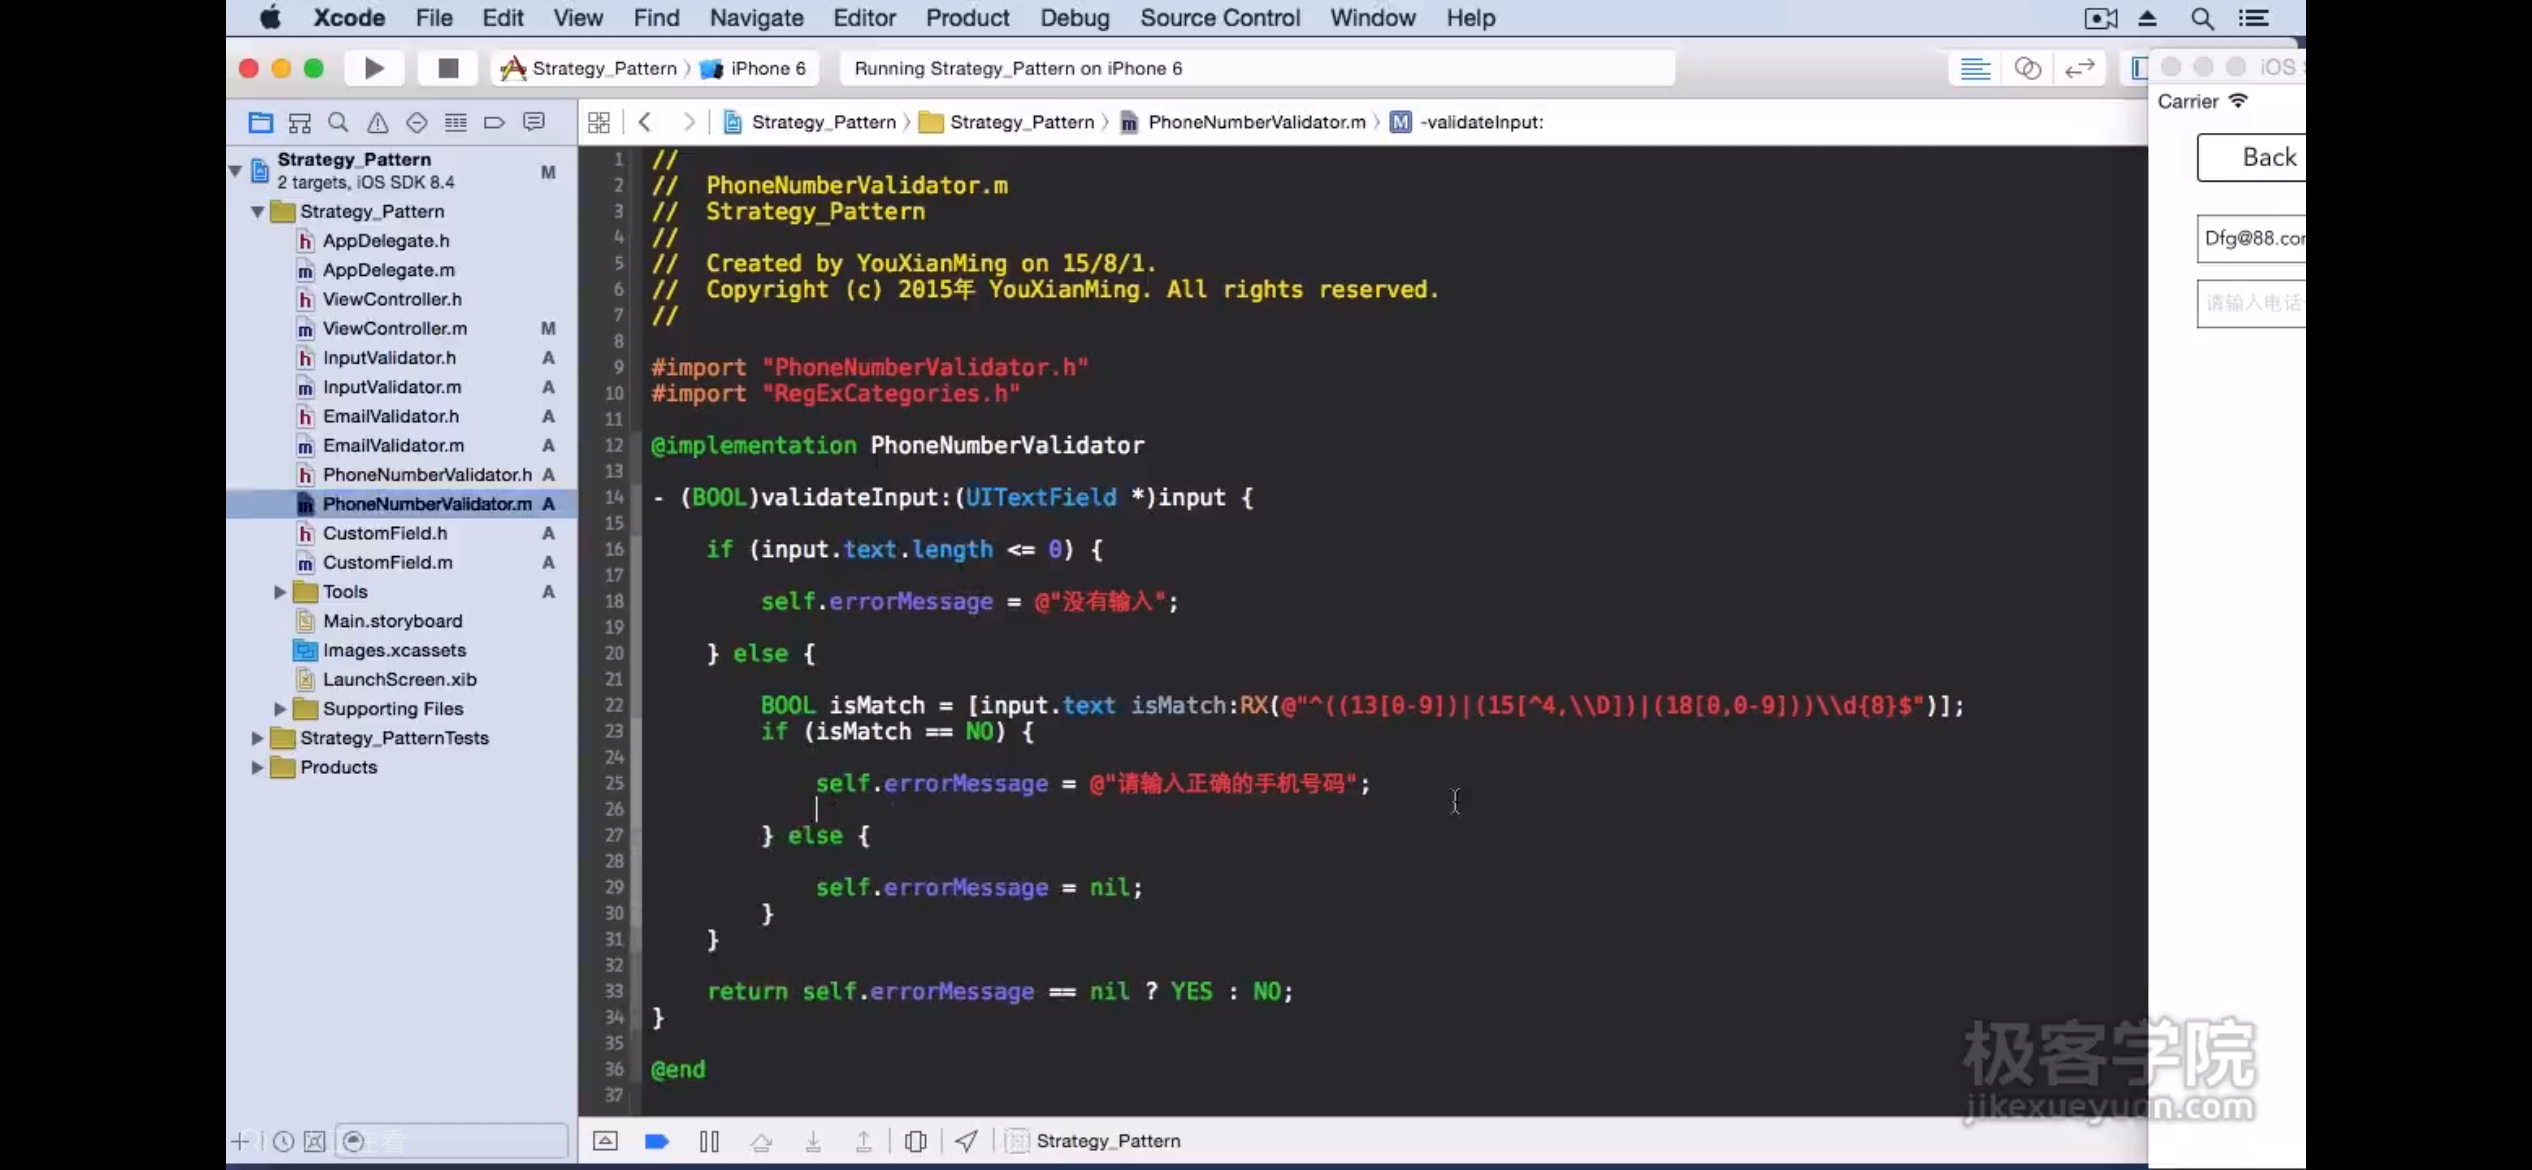 Xcode File Edit View Find Navigate Editor Product Debug Source Control Window Help
Strategy_Pattern iPhone 6
Running Strategy_Pattern on iPhone 6
iOS
Strategy_Pattern
Strategy_Pattern
PhoneNumberValidator.m
M
-validateInput:
Strategy_Pattern
2 targets, iOS SDK 8.4
M
Strategy_Pattern
h AppDelegate.h
m AppDelegate.m
h ViewController.h
m ViewController.m M
h InputValidator.h A
m InputValidator.m A
h EmailValidator.h A
m EmailValidator.m A
h PhoneNumberValidator.h A
m PhoneNumberValidator.m A
h CustomField.h A
m CustomField.m A
Tools A
Main.storyboard
Images.xcassets
LaunchScreen.xib
Supporting Files
Strategy_PatternTests
Products
1 //
2 // PhoneNumberValidator.m
3 // Strategy_Pattern
4 //
5 // Created by YouXianMing on 15/8/1.
6 // Copyright (c) 2015年 YouXianMing. All rights reserved.
7 //
8
9 #import "PhoneNumberValidator.h"
10 #import "RegExCategories.h"
11
12 @implementation PhoneNumberValidator
13
14 - (BOOL)validateInput:(UITextField *)input {
15
16 if (input.text.length <= 0) {
17
18 self.errorMessage = @"没有输入";
19
20 } else {
21
22 BOOL isMatch = [input.text isMatch:RX(@"^((13[0-9])|(15[^4,\\D])|(18[0,0-9]))\\d{8}$")];
23 if (isMatch == NO) {
24
25 self.errorMessage = @"请输入正确的手机号码";
26
27 } else {
28
29 self.errorMessage = nil;
30 }
31 }
32
33 return self.errorMessage == nil ? YES : NO;
34 }
35
36 @end
37
Carrier
Back
Dfg@88.com
请输入电话
Strategy_Pattern
极客学院
jikexueyuan.com